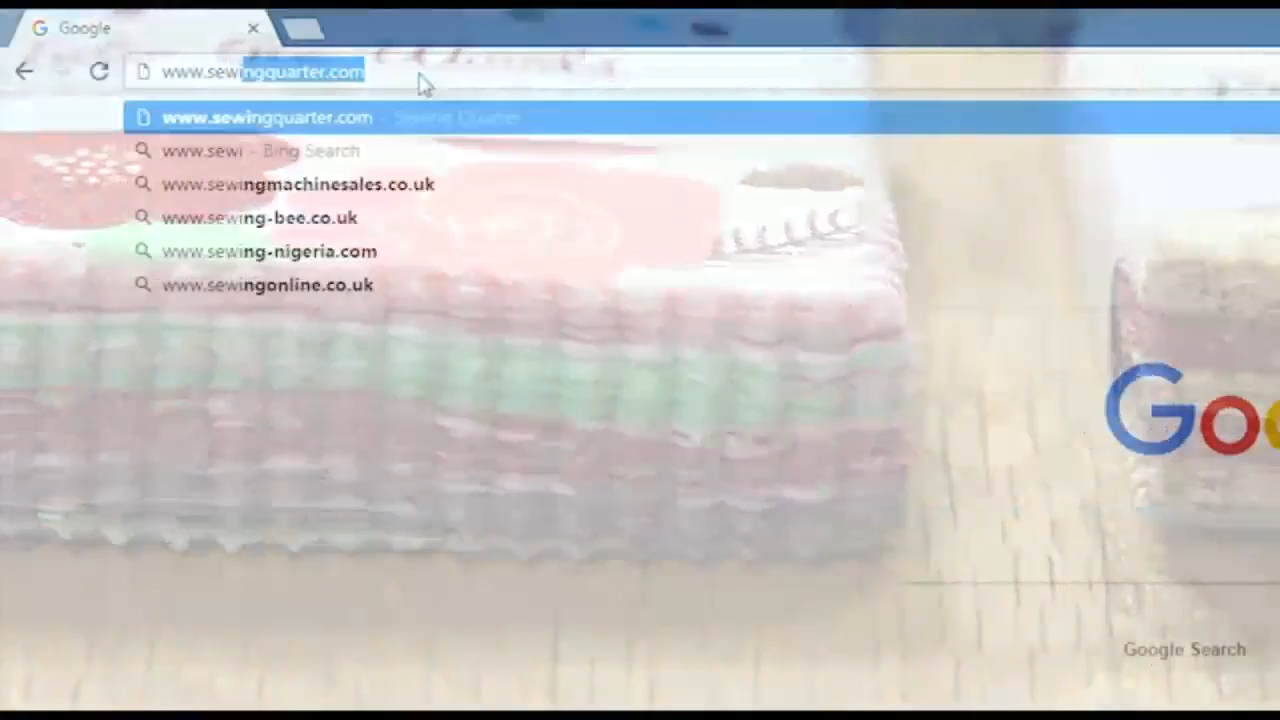 Google
www.sewingquarter.com
www.sewingquarter.com - Sewing Quarter
www.sewi - Bing Search
www.sewingmachinesales.co.uk
www.sewing-bee.co.uk
www.sewing-nigeria.com
www.sewingonline.co.uk
Goo
Google Search